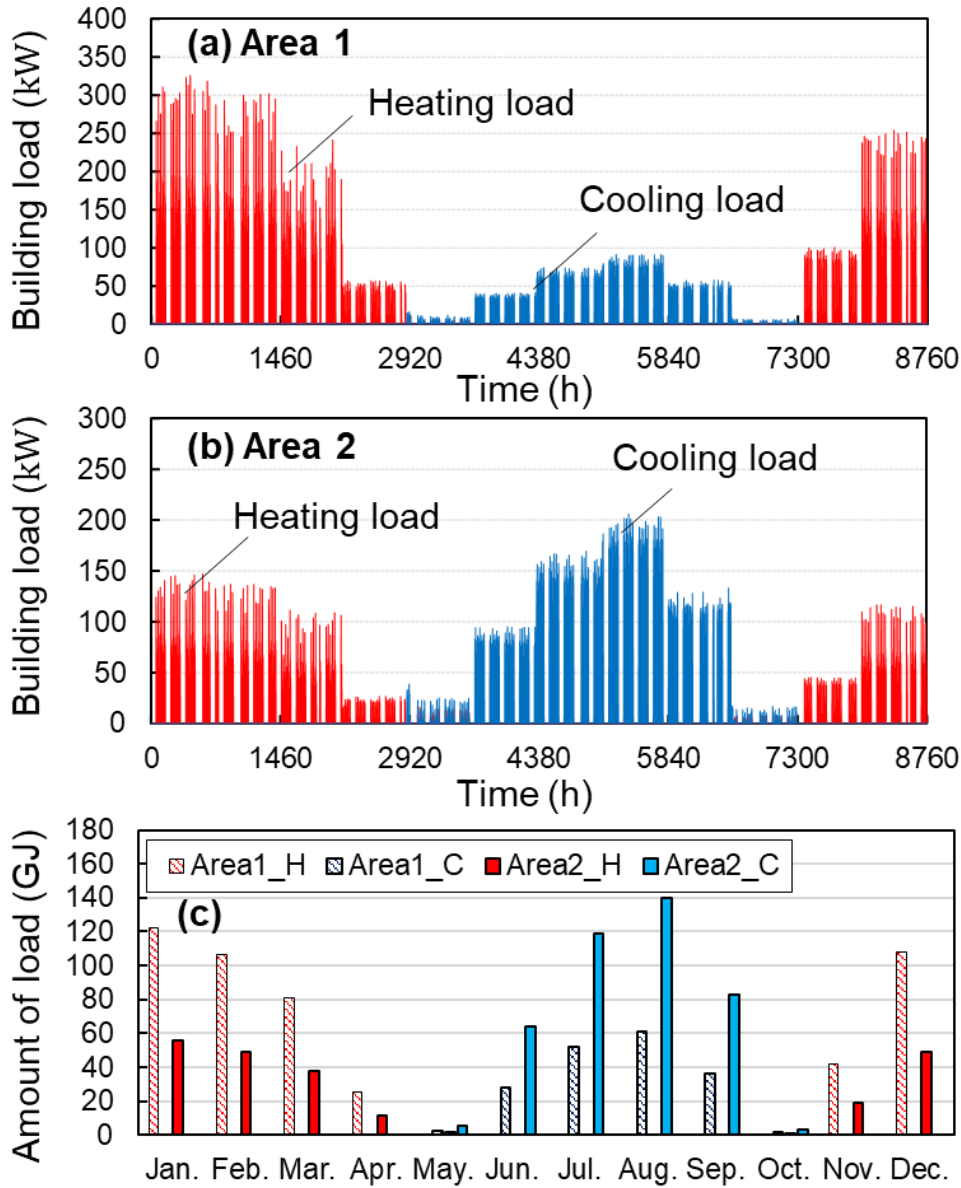 400
350
300
250
200
150
100
50
0
Building load (kW)
(a) Area 1
Heating load
Cooling load
0 1460 2920 4380 5840 7300 8760
Time (h)
300
250
200
150
100
50
0
Building load (kW)
(b) Area 2
Heating load
Cooling load
0 1460 2920 4380 5840 7300 8760
Time (h)
180
160
140
120
100
80
60
40
20
0
Amount of load (GJ)
Area1_H Area1_C Area2_H Area2_C
(c)
Jan. Feb. Mar. Apr. May. Jun. Jul. Aug. Sep. Oct. Nov. Dec.